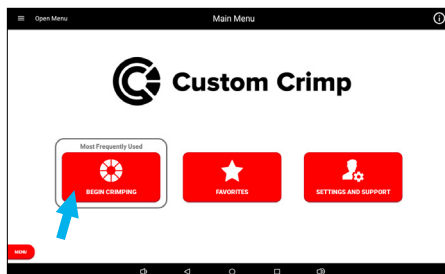 Open Menu
Main Menu
Custom Crimp
Most Frequently Used
BEGIN CRIMPING
FAVORITES
SETTINGS AND SUPPORT
MENU